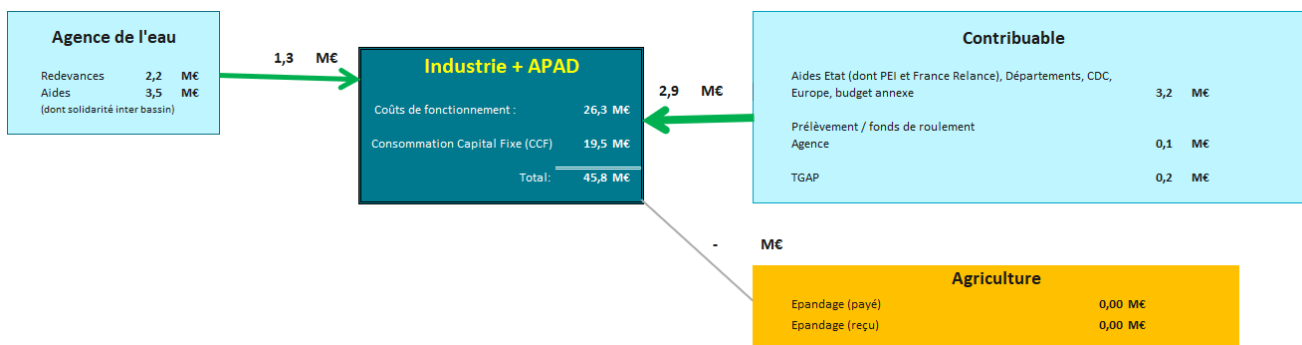 Agence de l'eau
Redevances 2,2 M€
Aides 3,5 M€
(dont solidarité inter bassin)
1,3 M€
Industrie + APAD
Coûts de fonctionnement : 26,3 M€
Consommation Capital Fixe (CCF) 19,5 M€
Total: 45,8 M€
2,9 M€
Contribuable
Aides Etat (dont PEI et France Relance), Départements, CDC,
Europe, budget annexe 3,2 M€
Prélèvement / fonds de roulement
Agence 0,1 M€
TGAP 0,2 M€
- M€
Agriculture
Epandage (payé) 0,00 M€
Epandage (reçu) 0,00 M€